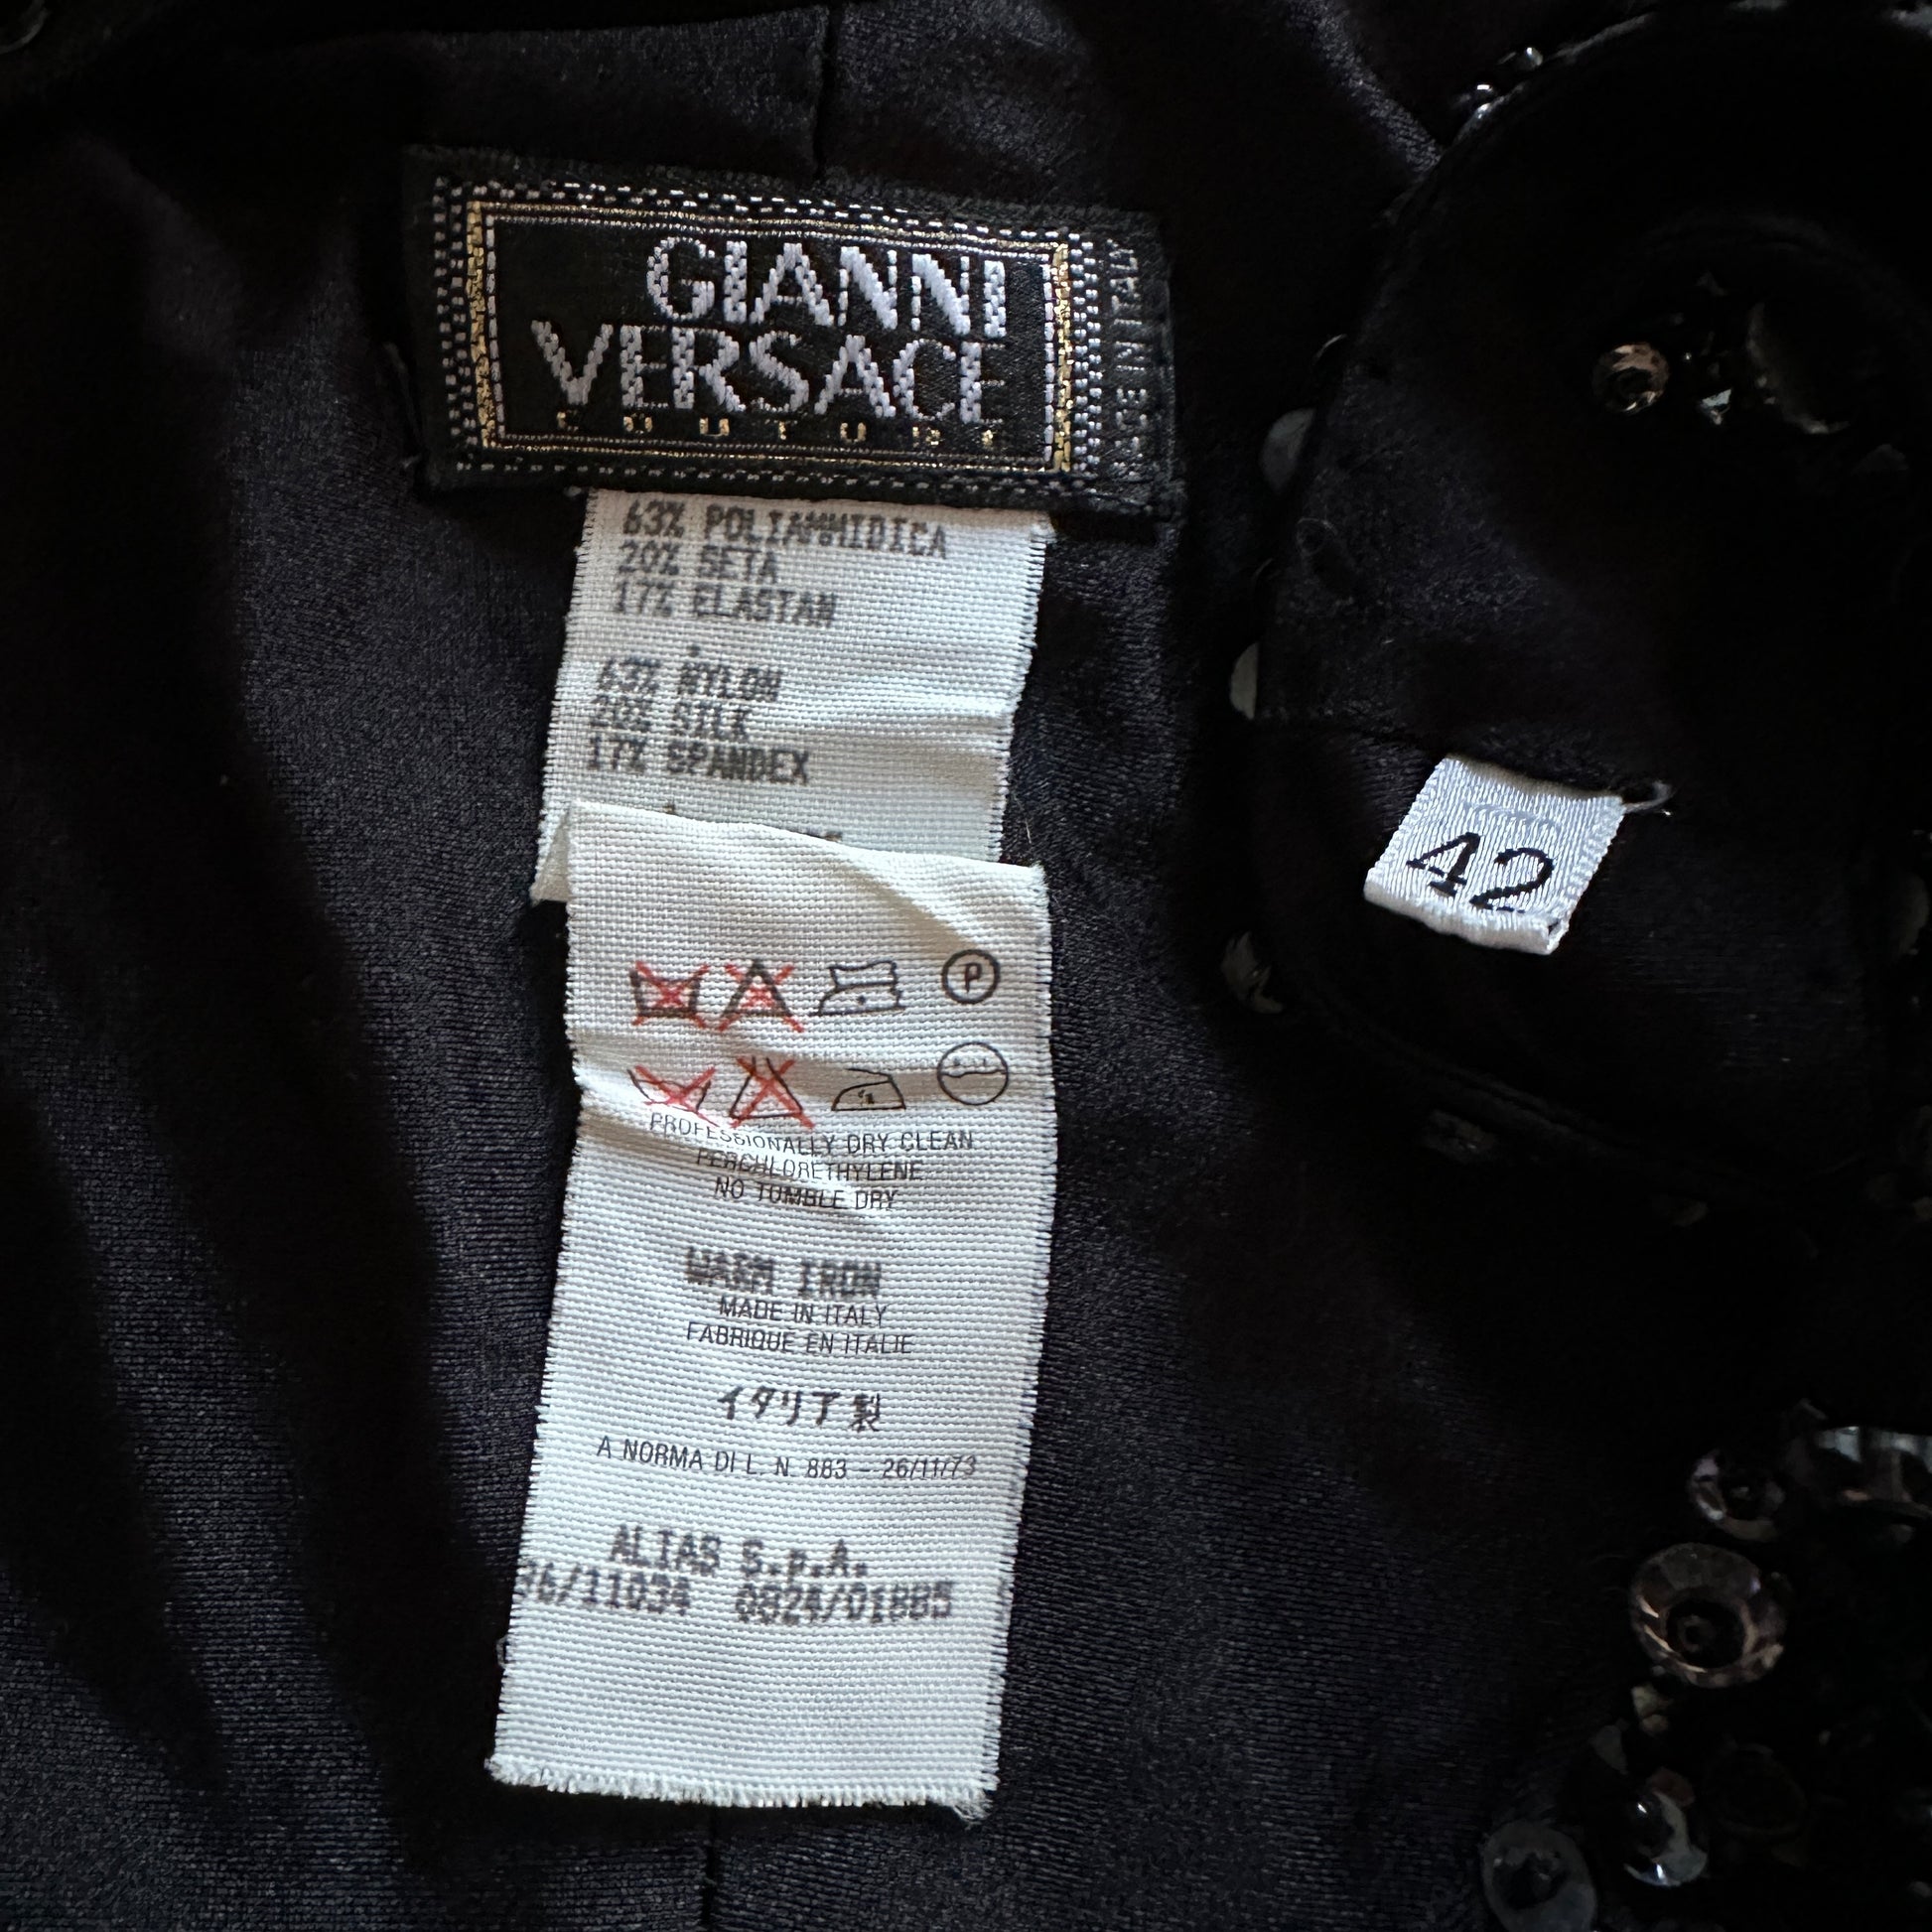 GIANNI
VERSACE
COUTURE
MADE IN ITALY
63% POLIAMMIDICA
20% SETA
17% ELASTAN
63% NYLON
20% SILK
17% SPANDEX
42
P
PROFESSIONALLY DRY CLEAN
PERCHLORETHYLENE
NO TUMBLE DRY
WARM IRON
MADE IN ITALY
FABRIQUE EN ITALIE
イタリア製
A NORMA DI L. N. 883 - 26/11/73
ALIAS S.p.A.
36/11034 0824/01885